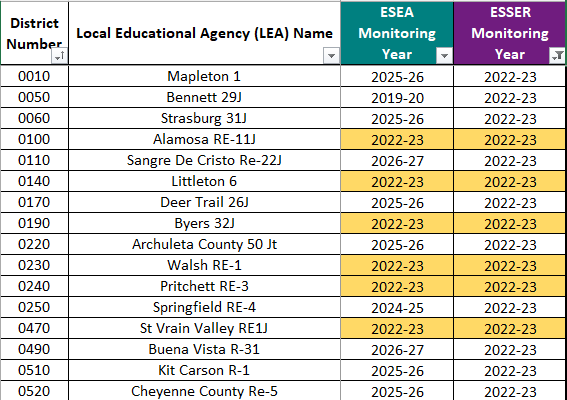 District Number Local Educational Agency (LEA) Name ESEA Monitoring Year ESSER Monitoring Year
0010 Mapleton 1 2025-26 2022-23
0050 Bennett 29J 2019-20 2022-23
0060 Strasburg 31J 2025-26 2022-23
0100 Alamosa RE-11J 2022-23 2022-23
0110 Sangre De Cristo Re-22J 2026-27 2022-23
0140 Littleton 6 2022-23 2022-23
0170 Deer Trail 26J 2025-26 2022-23
0190 Byers 32J 2022-23 2022-23
0220 Archuleta County 50 Jt 2025-26 2022-23
0230 Walsh RE-1 2022-23 2022-23
0240 Pritchett RE-3 2022-23 2022-23
0250 Springfield RE-4 2024-25 2022-23
0470 St Vrain Valley RE1J 2022-23 2022-23
0490 Buena Vista R-31 2026-27 2022-23
0510 Kit Carson R-1 2025-26 2022-23
0520 Cheyenne County Re-5 2025-26 2022-23